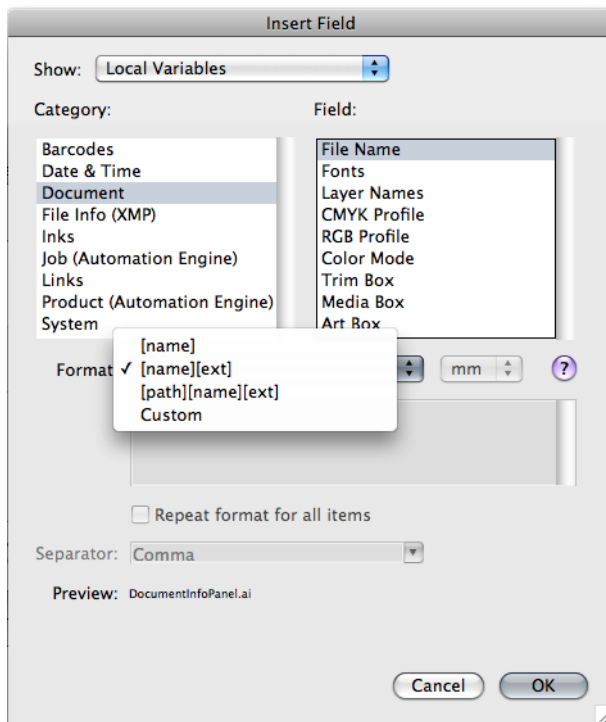 Insert Field
Show: Local Variables
Category: Field:
Barcodes
Date & Time
Document
File Info (XMP)
Inks
Job (Automation Engine)
Links
Product (Automation Engine)
System
File Name
Fonts
Layer Names
CMYK Profile
RGB Profile
Color Mode
Trim Box
Media Box
Art Box
Format ✓ [name][ext] mm ?
[name]
[path][name][ext]
Custom
Repeat format for all items
Separator: Comma
Preview: DocumentInfoPanel.ai
Cancel OK